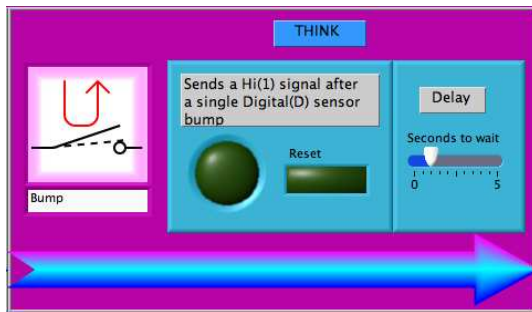 THINK
Sends a Hi(1) signal after
a single Digital(D) sensor
bump
Delay
Reset
Seconds to wait
0 5
Bump